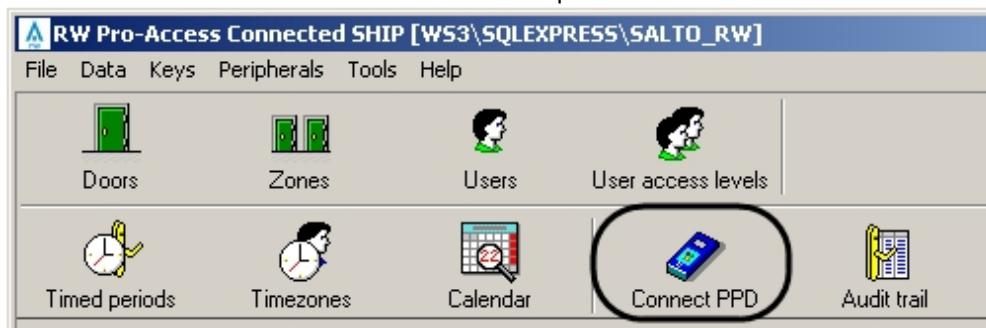 RW Pro-Access Connected SHIP [WS3\SQLEXPRESS\SALTO_RW]
File Data Keys Peripherals Tools Help
Doors Zones Users User access levels
22
Timed periods Timezones Calendar Connect PPD Audit trail